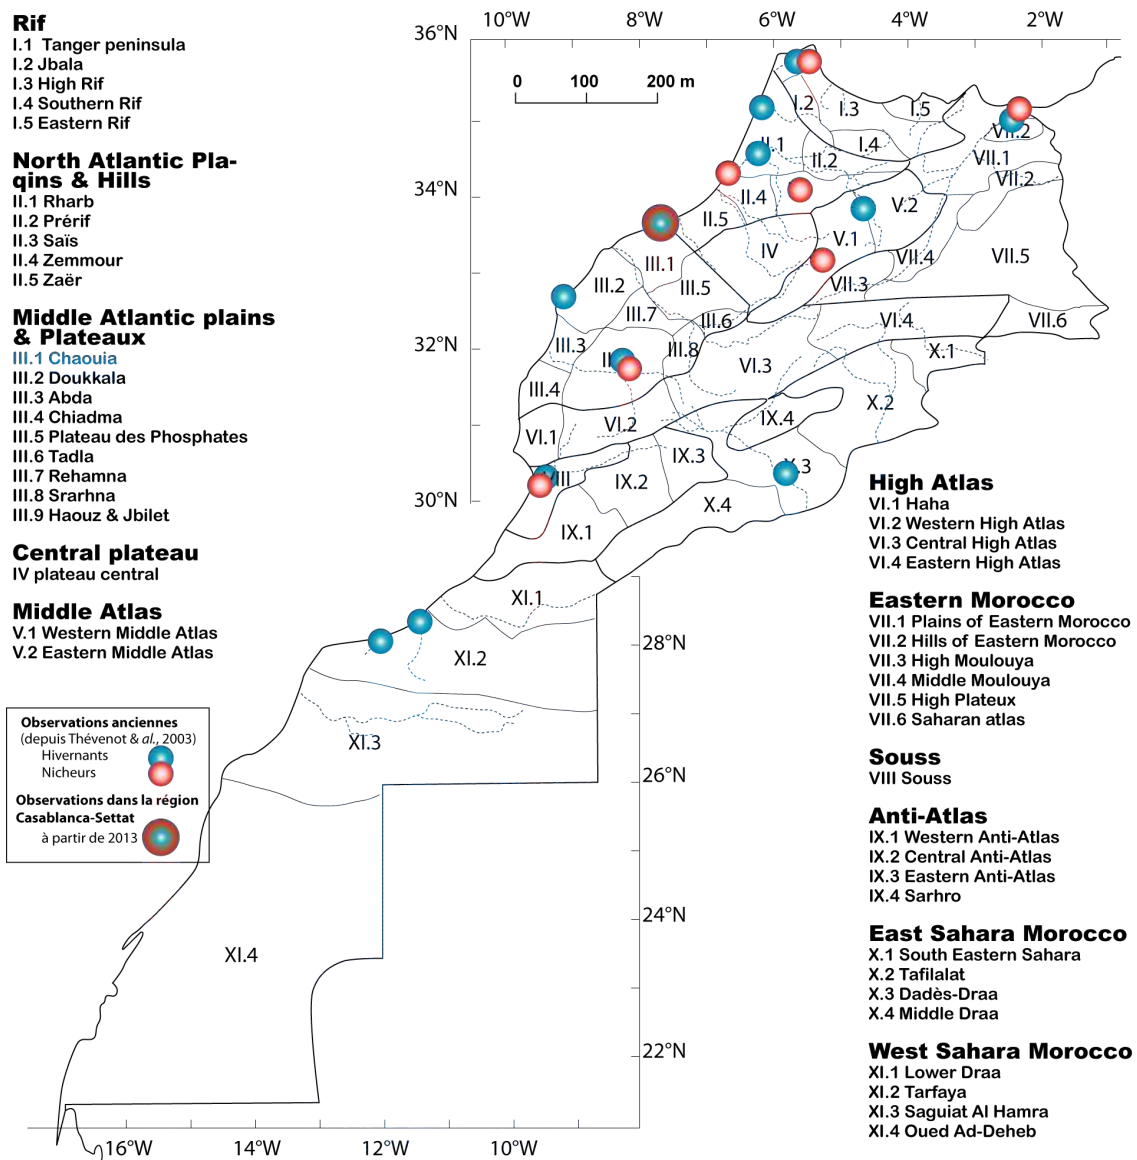 Rif
I.1 Tanger peninsula
I.2 Jbala
I.3 High Rif
I.4 Southern Rif
I.5 Eastern Rif
North Atlantic Pla-
qins & Hills
II.1 Rharb
II.2 Prérif
II.3 Saïs
II.4 Zemmour
II.5 Zaër
Middle Atlantic plains
& Plateaux
III.1 Chaouia
III.2 Doukkala
III.3 Abda
III.4 Chiadma
III.5 Plateau des Phosphates
III.6 Tadla
III.7 Rehamna
III.8 Srarhna
III.9 Haouz & Jbilet
Central plateau
IV plateau central
Middle Atlas
V.1 Western Middle Atlas
V.2 Eastern Middle Atlas
Observations anciennes
(depuis Thévenot & al., 2003)
Hivernants
Nicheurs
Observations dans la région
Casablanca-Settat
à partir de 2013
10°W 8°W 6°W 4°W 2°W
36°N
0 100 200 m
34°N
32°N
30°N
28°N
26°N
24°N
22°N
16°W 14°W 12°W 10°W
I.2
I.3
I.5
I.4
II.1
II.2
II.4
II.5
IV
V.2
V.1
VII.2
VII.1
VII.2
VII.4
VII.5
VII.3
III.1
III.2
III.5
III.7
III.6
III.3
III.8
III.4
VI.4
VII.6
X.1
VI.3
X.2
VI.2
VI.1
IX.4
IX.3
X.3
VIII
IX.2
X.4
IX.1
XI.1
XI.2
XI.3
XI.4
High Atlas
VI.1 Haha
VI.2 Western High Atlas
VI.3 Central High Atlas
VI.4 Eastern High Atlas
Eastern Morocco
VII.1 Plains of Eastern Morocco
VII.2 Hills of Eastern Morocco
VII.3 High Moulouya
VII.4 Middle Moulouya
VII.5 High Plateux
VII.6 Saharan atlas
Souss
VIII Souss
Anti-Atlas
IX.1 Western Anti-Atlas
IX.2 Central Anti-Atlas
IX.3 Eastern Anti-Atlas
IX.4 Sarhro
East Sahara Morocco
X.1 South Eastern Sahara
X.2 Tafilalat
X.3 Dadès-Draa
X.4 Middle Draa
West Sahara Morocco
XI.1 Lower Draa
XI.2 Tarfaya
XI.3 Saguiat Al Hamra
XI.4 Oued Ad-Deheb